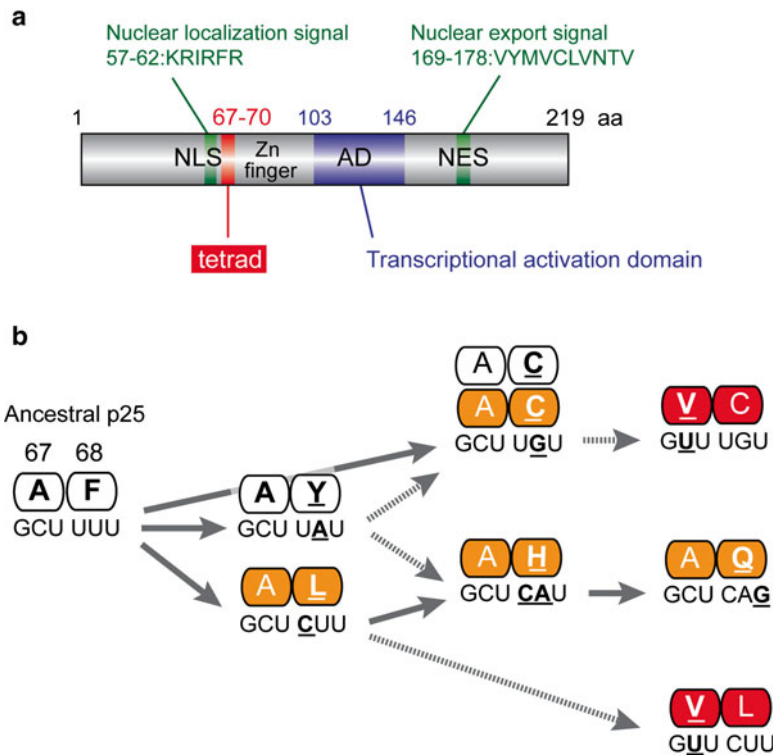 a
Nuclear localization signal
57-62:KRIRFR
Nuclear export signal
169-178:VYMVCLVNTV
1 67-70 103 146 219 aa
NLS Zn finger AD NES
tetrad
Transcriptional activation domain
b
Ancestral p25
67 68
A F
GCU UUU
A Y
GCU UAU
A L
GCU CUU
A C
A C
GCU UGU
V C
GUU UGU
A H
GCU CAU
A Q
GCU CAG
V L
GUU CUU